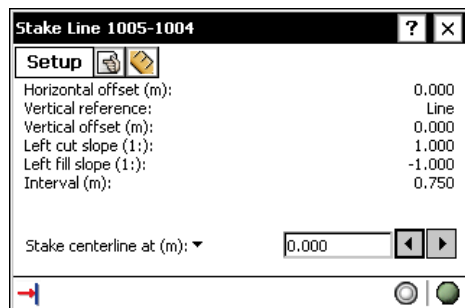 Stake Line 1005-1004 ? ×
Setup
Horizontal offset (m): 0.000
Vertical reference: Line
Vertical offset (m): 0.000
Left cut slope (1:): 1.000
Left fill slope (1:): -1.000
Interval (m): 0.750
Stake centerline at (m): 0.000